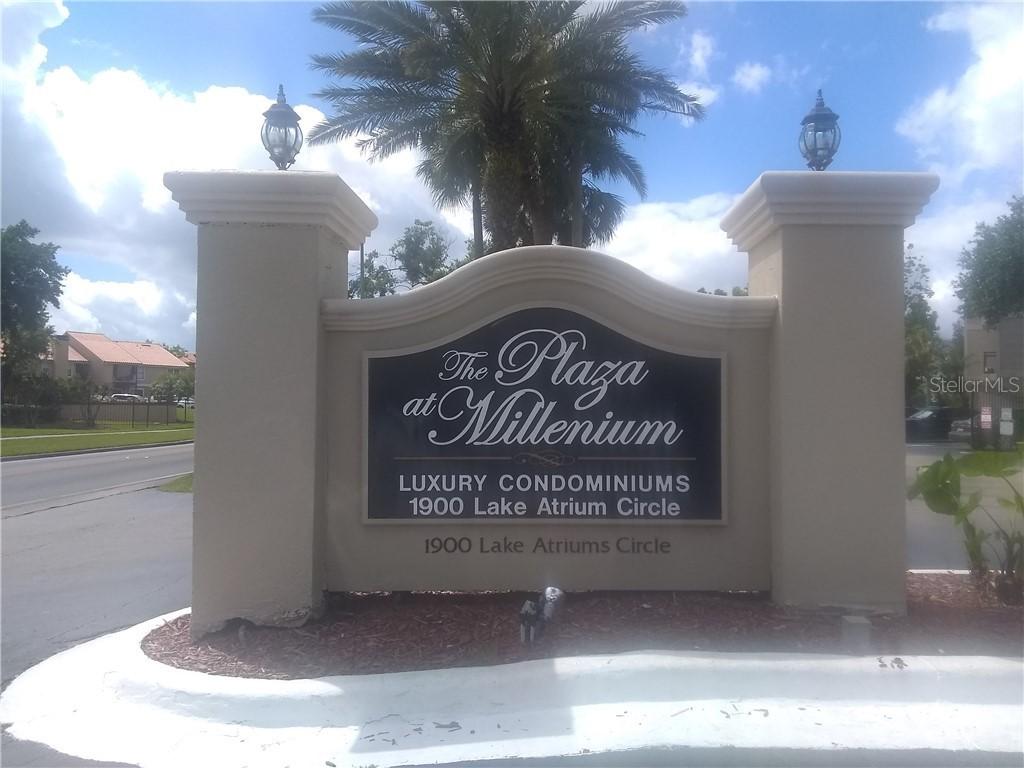 The Plaza
at Millenium
LUXURY CONDOMINIUMS
1900 Lake Atrium Circle
1900 Lake Atriums Circle
StellarMLS